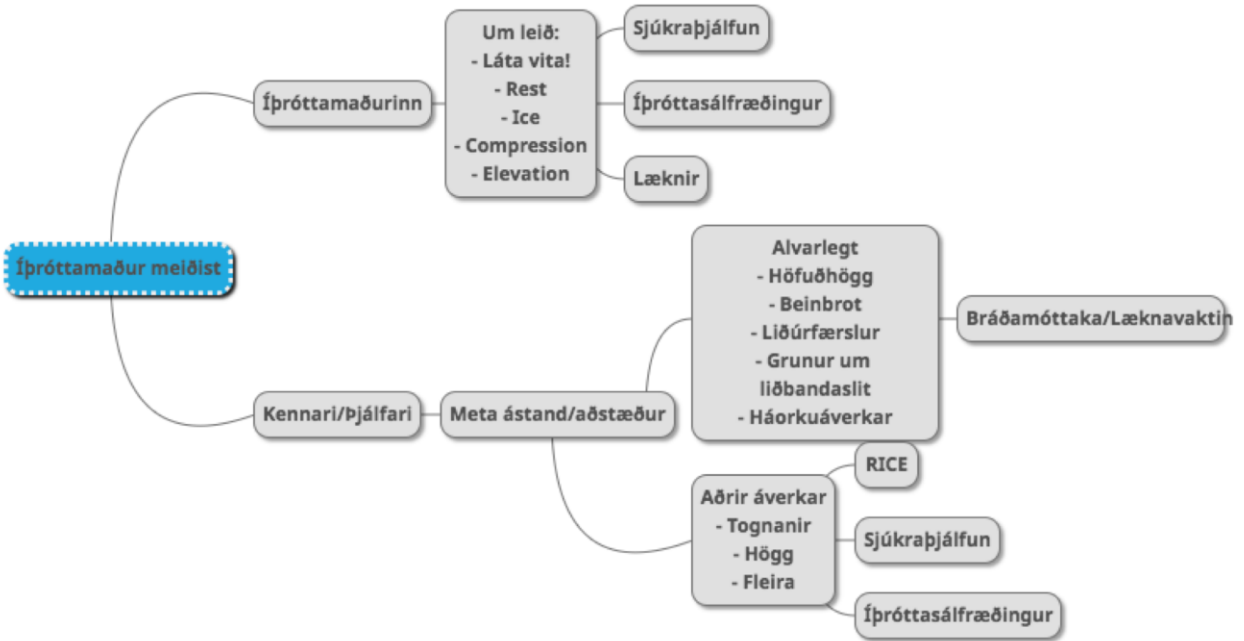 Íþróttamaður meiðist
Íþróttamaðurinn
Um leið:
- Láta vita!
- Rest
- Ice
- Compression
- Elevation
Sjúkraþjálfun
Íþróttasálfræðingur
Læknir
Kennari/Þjálfari
Meta ástand/aðstæður
Alvarlegt
- Höfuðhögg
- Beinbrot
- Liðúrfærslur
- Grunur um
liðbandaslit
- Háorkuáverkar
Bráðamóttaka/Læknavaktin
Aðrir áverkar
- Tognanir
- Högg
- Fleira
RICE
Sjúkraþjálfun
Íþróttasálfræðingur